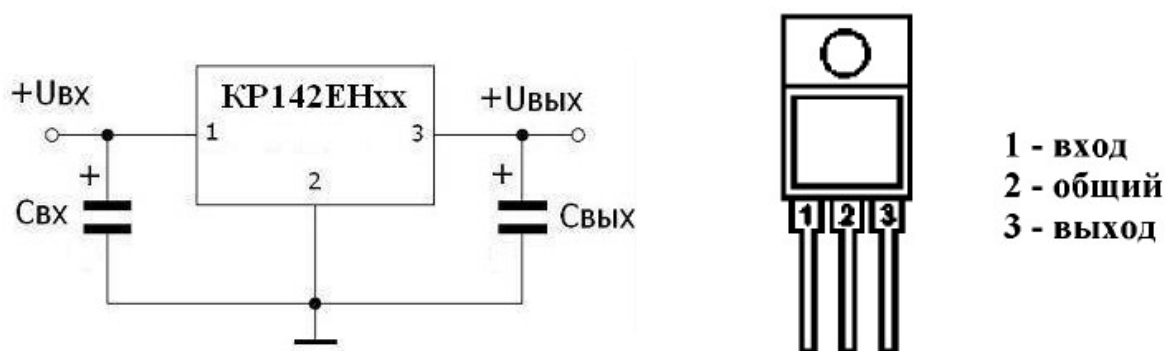 КР142ЕНхх
+Uвх
+Uвых
1
3
2
+
+
Свх
Свых
1 2 3
1 - вход
2 - общий
3 - выход